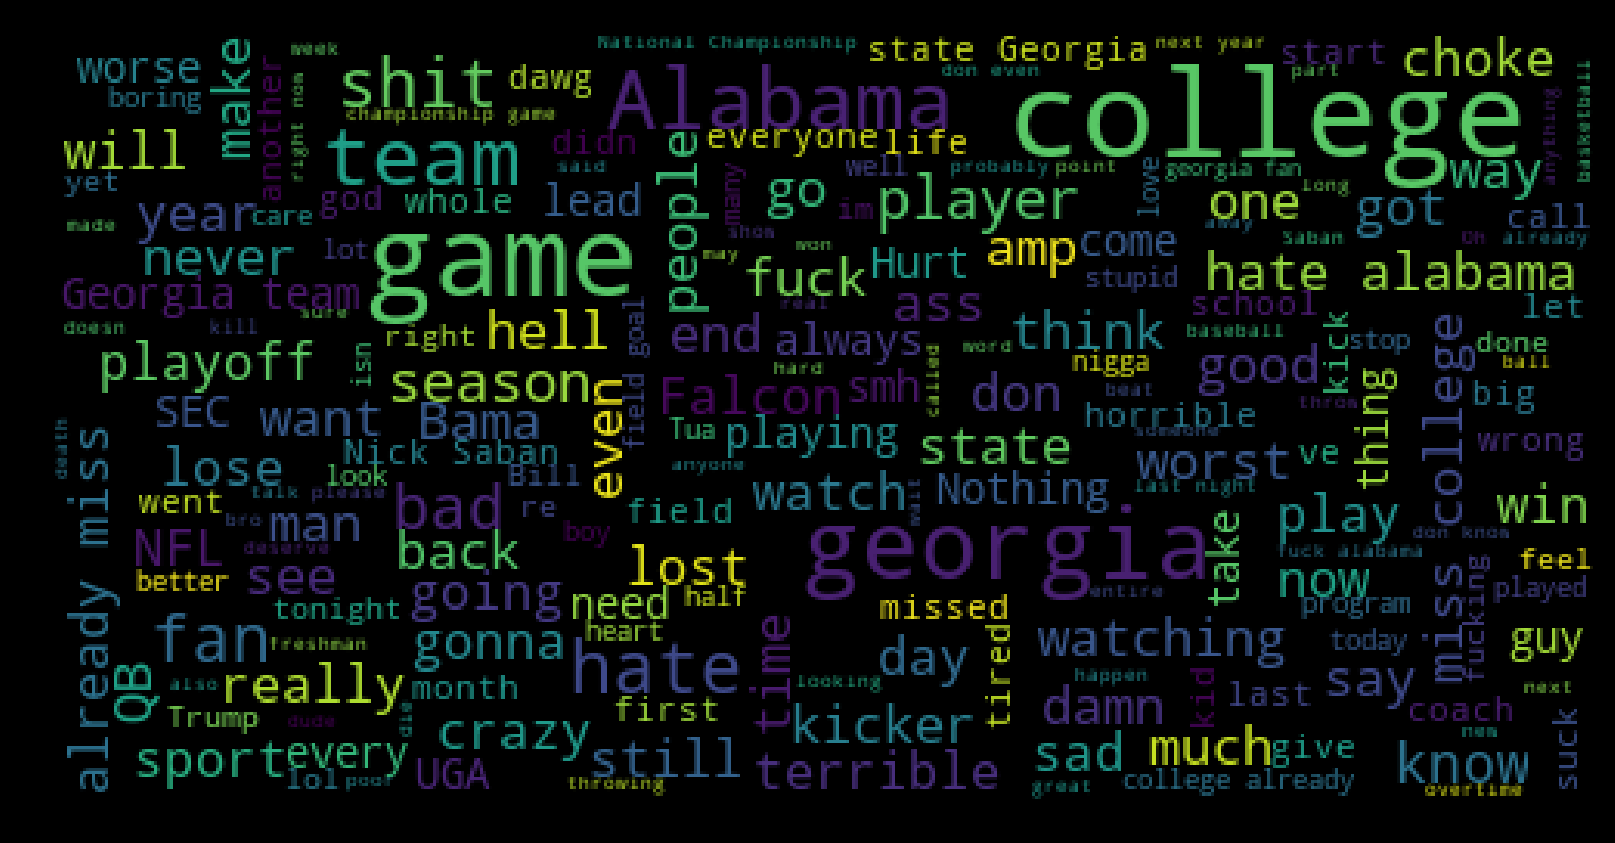 National Championship
state Georgia
next year
week
make
worse
boring
another
right now
shit
dawg
championship game
Alabama
don even
college
start
part
choke
anything
basketball
will
yet
team
didn
said
people
everyone
life
many
well
probably
point
georgia fan
love
way
long
year
care
god
whole
lead
go
im
player
one
got
call
away
made
never
lot
game
show
may
won
fuck
Hurt
amp
come
stupid
Saban
Oh
already
hate alabama
Georgia team
sure
real
ass
school
let
doesn
kill
right
hell
goal
end
always
word
think
baseball
kick
stop
done
ball
playoff
isn
season
even
field
hard
Falcon
smh
called
don
nigga
beat
good
throw
thing
college
big
SEC
want
Bama
Tua
playing
state
horrible
someone
wrong
death
already miss
lose
Nick Saban
look
Bill
anyone
watch
Nothing
worst
ve
last night
went
talk
please
bad
re
field
wait
play
win
bro
man
boy
georgia
take
don know
NFL
deserve
back
lost
fuck alabama
feel
better
see
going
need
half
missed
entire
now
program
played
miss
fucking
tonight
heart
time
fan
freshman
gonna
hate
day
tired
watching
today
guy
QB
also
really
month
looking
happen
kid
last
say
next
Trump
dude
die
first
kicker
damn
coach
new
sport
every
crazy
still
terrible
sad
much
give
know
suck
lol
poor
UGA
throwing
great
college already
overtime